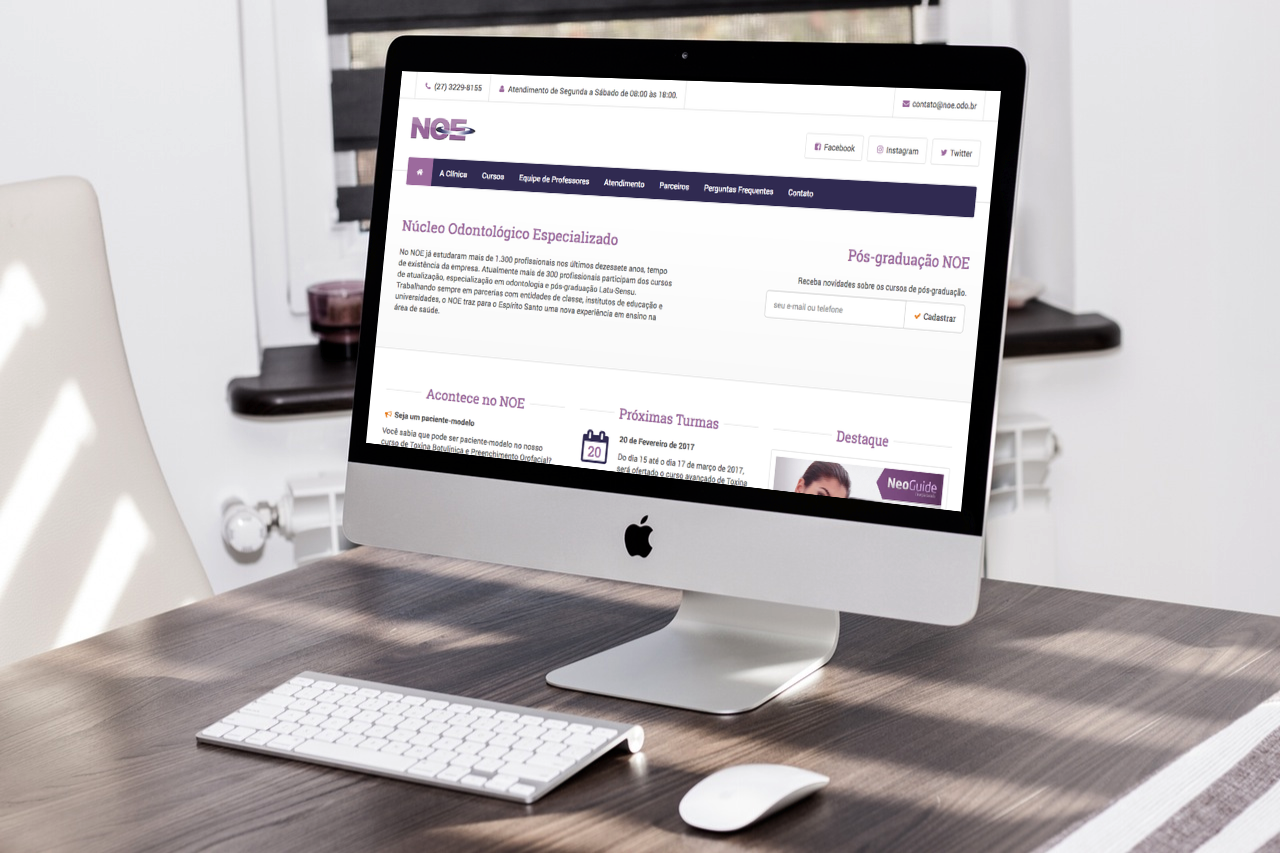 (27) 3229-8155
Atendimento de Segunda a Sábado de 08:00 às 18:00.
contato@noe.odo.br
NOE
Facebook
Instagram
Twitter
A Clínica
Cursos
Equipe de Professores
Atendimento
Parceiros
Perguntas Frequentes
Contato
Núcleo Odontológico Especializado
No NOE já estudaram mais de 1.300 profissionais nos últimos dezessete anos, tempo
de existência da empresa. Atualmente mais de 300 profissionais participam dos cursos
de atualização, especialização em odontologia e pós-graduação Latu-Sensu.
Trabalhando sempre em parcerias com entidades de classe, institutos de educação e
universidades, o NOE traz para o Espírito Santo uma nova experiência em ensino na
área de saúde.
Pós-graduação NOE
Receba novidades sobre os cursos de pós-graduação.
seu e-mail ou telefone
Cadastrar
Acontece no NOE
Seja um paciente-modelo
Você sabia que pode ser paciente-modelo no nosso
curso de Toxina Botulínica e Preenchimento Orofacial?
Próximas Turmas
20
20 de Fevereiro de 2017
Do dia 15 até o dia 17 de março de 2017,
será ofertado o curso avançado de Toxina
Destaque
NeoGuide